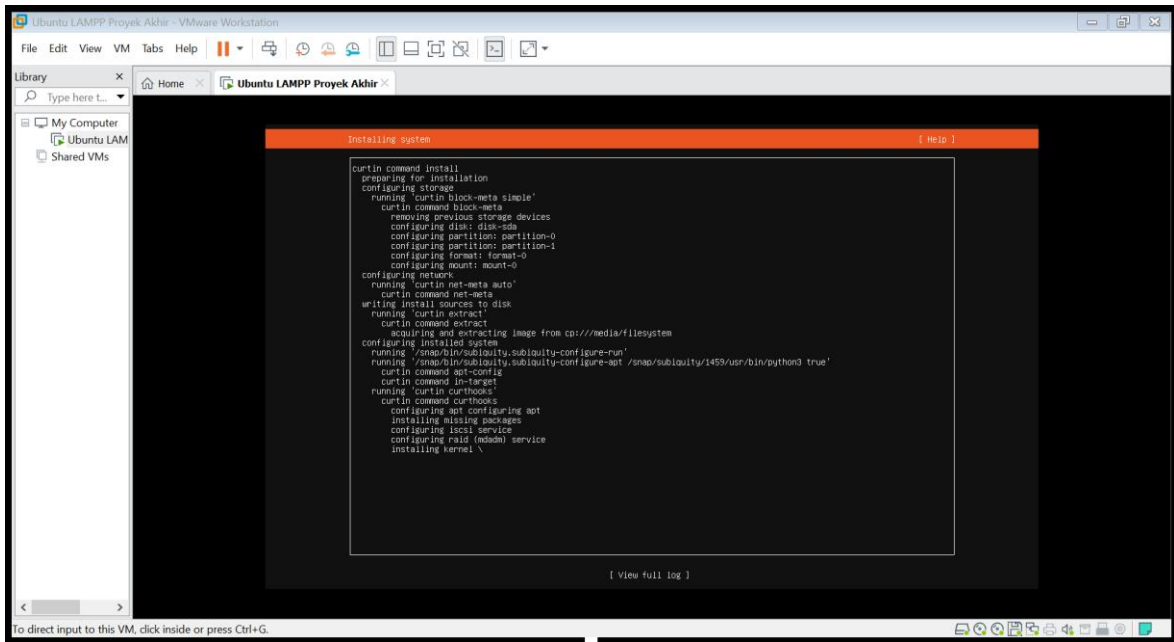 Ubuntu LAMPP Proyek Akhir - VMware Workstation
File Edit View VM Tabs Help
Library
Type here t...
My Computer
Ubuntu LAM
Shared VMs
Home
Ubuntu LAMPP Proyek Akhir
Installing system [ Help ]
curtin command install
preparing for installation
configuring storage
running 'curtin block-meta simple'
curtin command block-meta
removing previous storage devices
configuring disk: disk-sda
configuring partition: partition-0
configuring partition: partition-1
configuring format: format-0
configuring mount: mount-0
configuring network
running 'curtin net-meta auto'
curtin command net-meta
writing install sources to disk
running 'curtin extract'
curtin command extract
acquiring and extracting image from cp:///media/filesystem
configuring installed system
running '/snap/bin/subiquity.subiquity-configure-run'
running '/snap/bin/subiquity.subiquity-configure-apt /snap/subiquity/1459/usr/bin/python3 true'
curtin command apt-config
curtin command in-target
running 'curtin curthooks'
curtin command curthooks
configuring apt configuring apt
installing missing packages
configuring iscsi service
configuring raid (mdadm) service
installing kernel \
[ View full log ]
To direct input to this VM, click inside or press Ctrl+G.